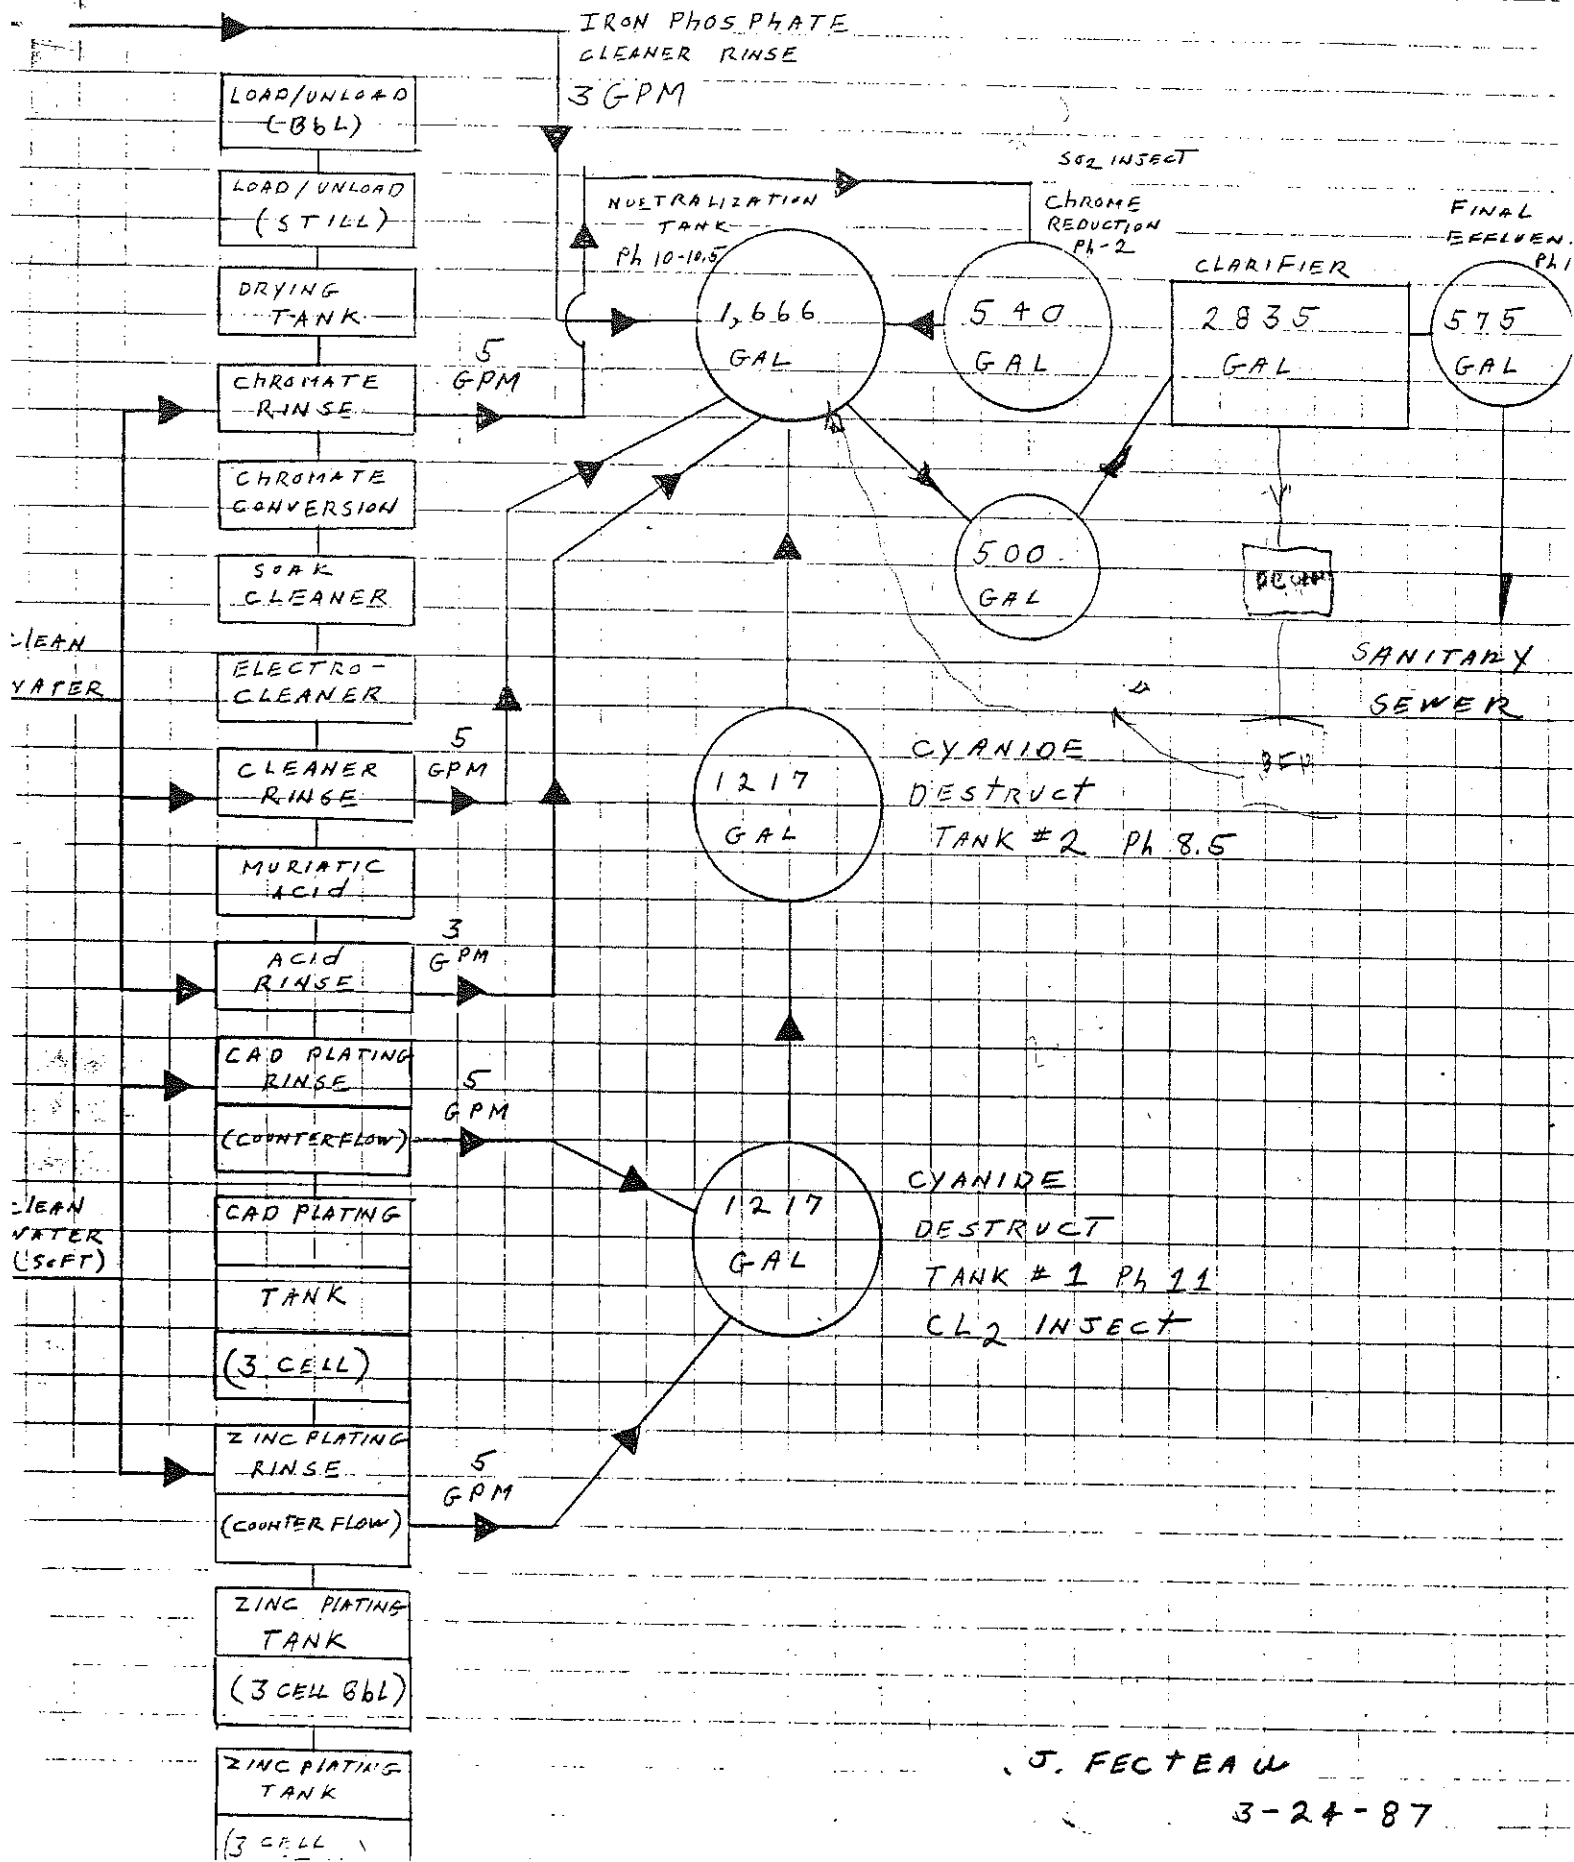 IRON PhOSPhATE
CLEANER RINSE
3 GPM
LOAD/UNLOAD
(BbL)
LOAD/UNLOAD
(STILL)
DRYING
TANK
ChROMATE
RINSE
5
GPM
ChROMATE
CONVERSION
SOAK
CLEANER
ELECTRO-
CLEANER
CLEANER
RINSE
5
GPM
MURIATIC
ACId
ACId
RINSE
3
GPM
CAD PLATING
RINSE
(COUNTERFLOW)
5
GPM
CAD PLATING
TANK
(3 CELL)
ZINC PLATING
RINSE
(COUNTER FLOW)
5
GPM
ZINC PLATING
TANK
(3 CELL BbL)
ZINC PLATING
TANK
(3 CELL
LEAN
WATER
LEAN
WATER
(SOFT)
NUETRALIZATION
TANK
Ph 10-10.5
1,666
GAL
SO2 INJECT
ChROME
REDUCTION
Ph-2
540
GAL
CLARIFIER
2835
GAL
FINAL
EFFLUEN
Ph 1
575
GAL
500
GAL
SANITARY
SEWER
1217
GAL
CYANIDE
DESTRUCt
TANK #2 Ph 8.5
1217
GAL
CYANIDE
DESTRUCT
TANK #1 Ph 11
CL2 INJECt
J. FECTEAU
3-24-87